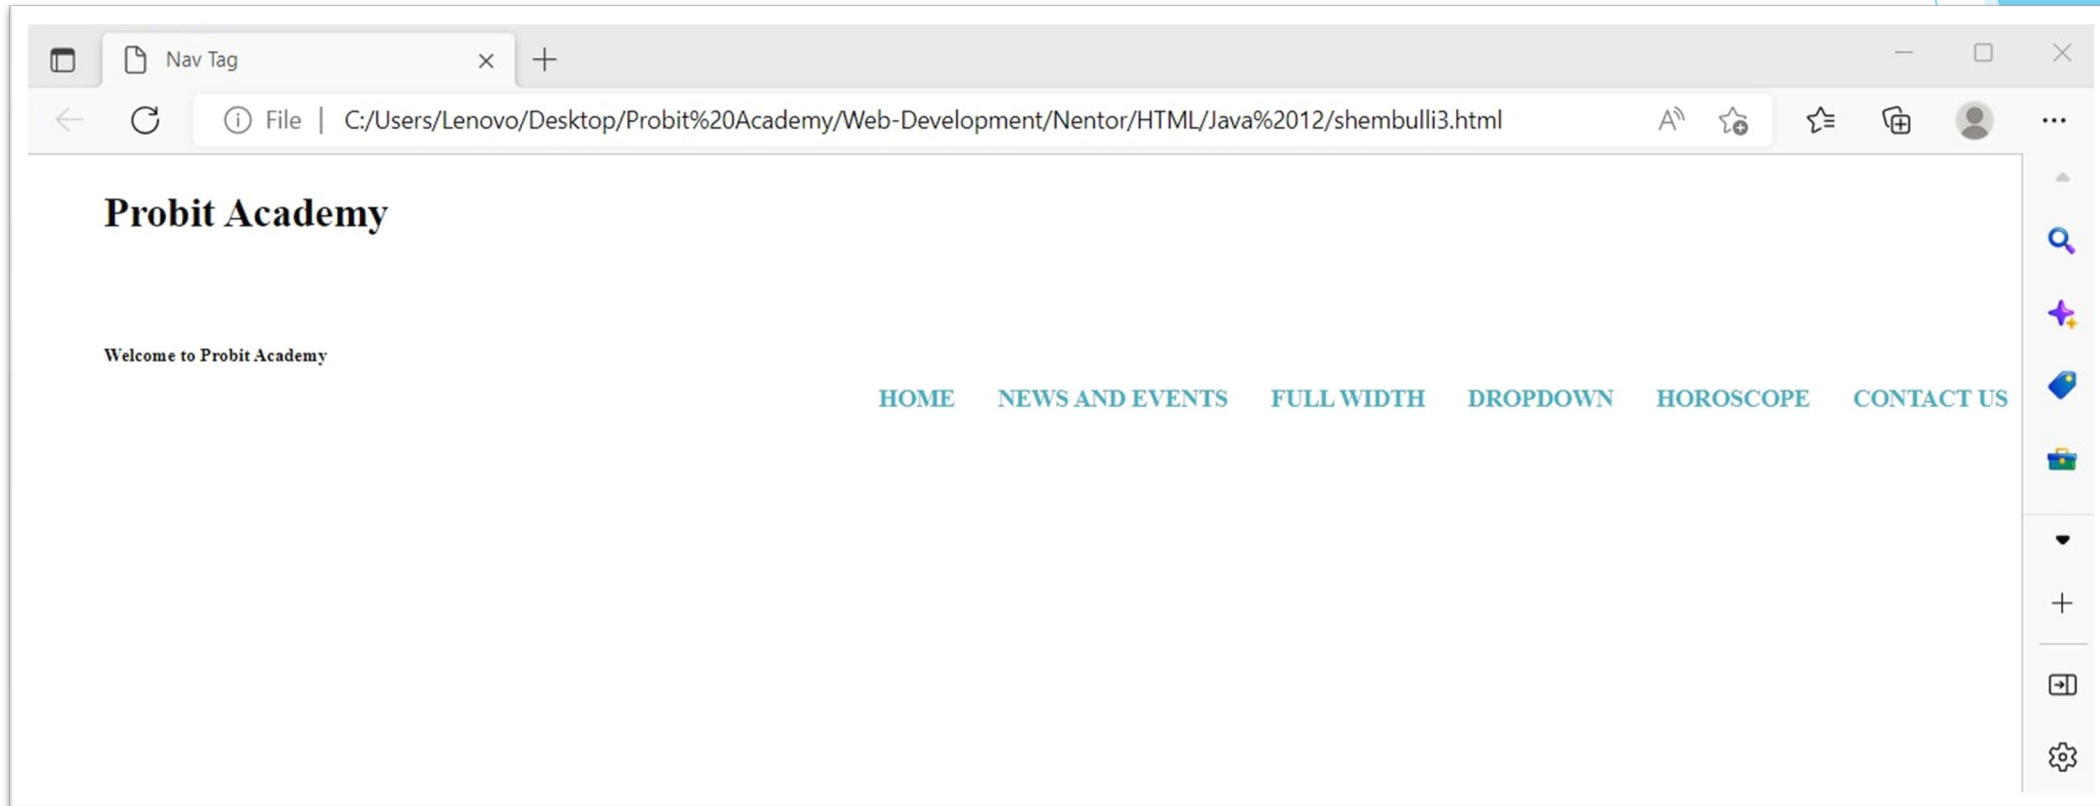 Nav Tag
File | C:/Users/Lenovo/Desktop/Probit%20Academy/Web-Development/Nentor/HTML/Java%2012/shembulli3.html
Probit Academy
Welcome to Probit Academy
HOME NEWS AND EVENTS FULL WIDTH DROPDOWN HOROSCOPE CONTACT US